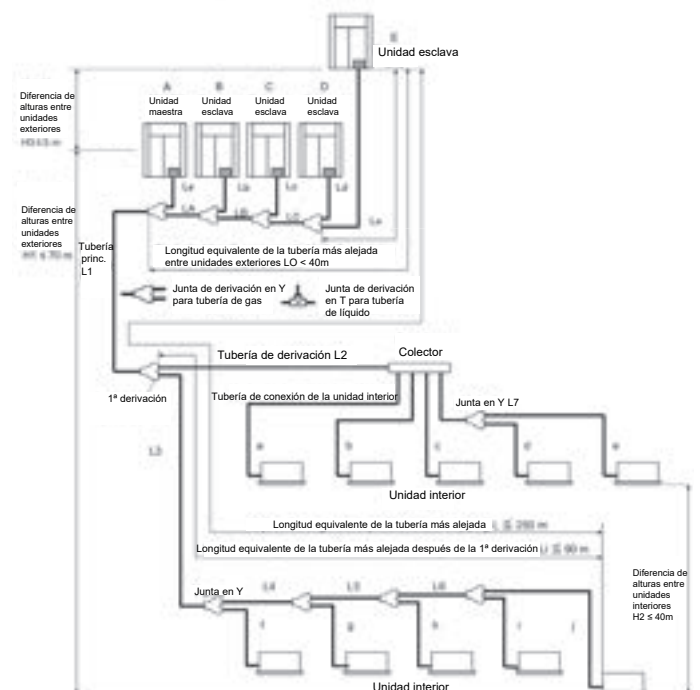 E
Unidad esclava
Diferencia de
alturas entre
unidades
exteriores
A
B
C
D
Unidad
maestra
Unidad
esclava
Unidad
esclava
Unidad
esclava
Diferencia de
alturas entre
unidades
exteriores
H1 ≤ 70 m
Tubería
princ.
L1
Longitud equivalente de la tubería más alejada
entre unidades exteriores LO < 40m
Junta de derivación en Y
para tubería de gas
Junta de derivación
en T para tubería
de líquido
Tubería de derivación L2
Colector
1ª derivación
Tubería de conexión de la unidad interior
Junta en Y L7
L3
a
b
c
d
e
Unidad interior
Longitud equivalente de la tubería más alejada
Longitud equivalente de la tubería más alejada después de la 1ª derivación
Diferencia de
alturas entre
unidades
interiores
H2 ≤ 40m
Junta en Y
L4
L5
L6
f
g
h
i
j
Unidad interior